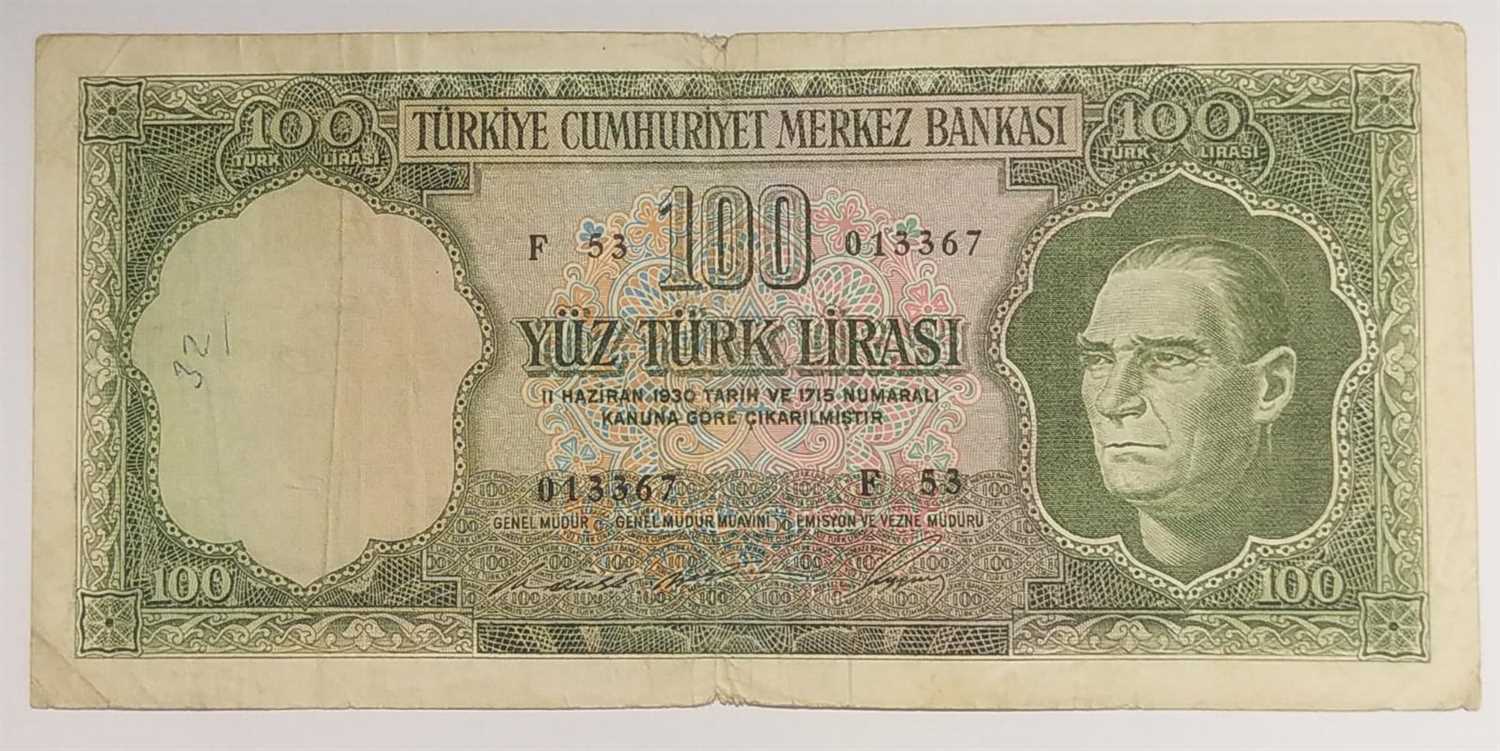 100 TÜRKİYE CUMHURİYET MERKEZ BANKASI 100
TÜRK LİRASI TÜRK LİRASI
100
F 53 013367
YÜZ TÜRK LİRASI
32/
11 HAZİRAN 1930 TARİH VE 1715 NUMARALI
KANUNA GÖRE ÇIKARILMIŞTIR
013367 F 53
GENEL MÜDÜR GENEL MÜDÜR MUAVİNİ EMİSYON VE VEZNE MÜDÜRÜ
100 100